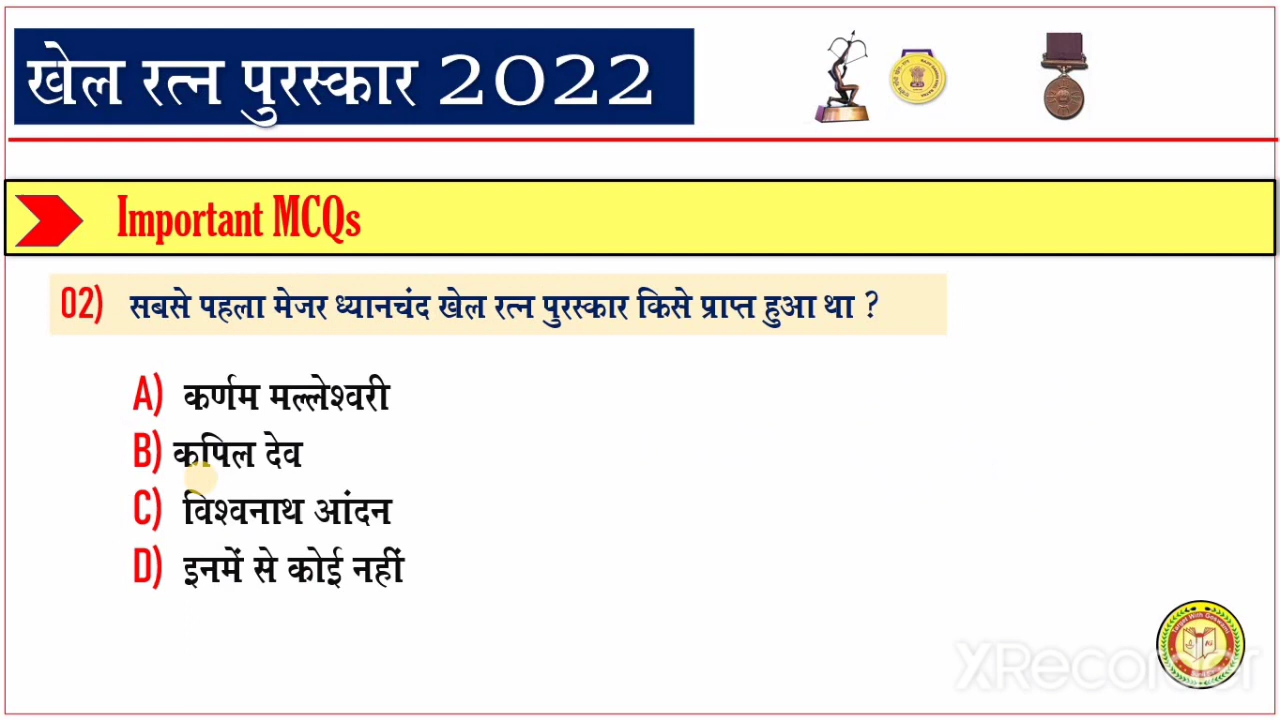 खेल रत्न पुरस्कार 2022
Important MCQs
02) सबसे पहला मेजर ध्यानचंद खेल रत्न पुरस्कार किसे प्राप्त हुआ था ?
A) कर्णम मल्लेश्वरी
B) कपिल देव
C) विश्वनाथ आंदन
D) इनमें से कोई नहीं
XRecorder